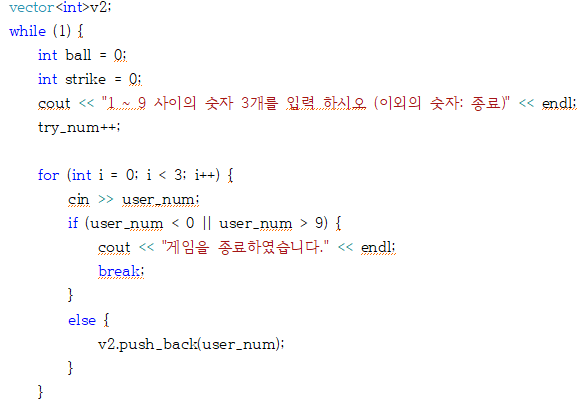 vector<int>v2;
while (1) {
int ball = 0;
int strike = 0;
cout << "1 ~ 9 사이의 숫자 3개를 입력 하시오 (이외의 숫자: 종료)" << endl;
try_num++;
for (int i = 0; i < 3; i++) {
cin >> user_num;
if (user_num < 0 || user_num > 9) {
cout << "게임을 종료하였습니다." << endl;
break;
}
else {
v2.push_back(user_num);
}
}